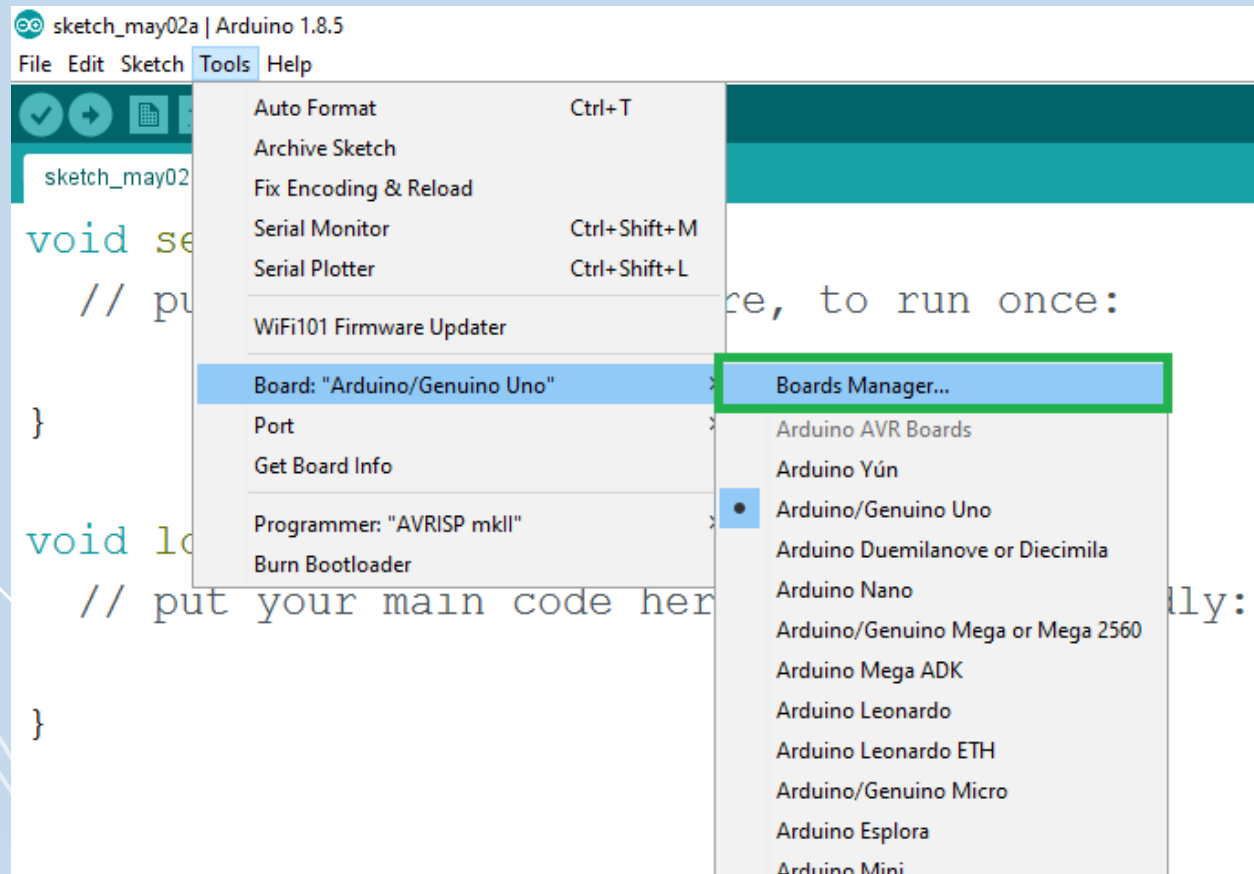 sketch_may02a | Arduino 1.8.5
File Edit Sketch Tools Help
sketch_may02
Auto Format Ctrl+T
Archive Sketch
Fix Encoding & Reload
Serial Monitor Ctrl+Shift+M
Serial Plotter Ctrl+Shift+L
WiFi101 Firmware Updater
Board: "Arduino/Genuino Uno"
Port
Get Board Info
Programmer: "AVRISP mkII"
Burn Bootloader
Boards Manager...
Arduino AVR Boards
Arduino Yún
Arduino/Genuino Uno
Arduino Duemilanove or Diecimila
Arduino Nano
Arduino/Genuino Mega or Mega 2560
Arduino Mega ADK
Arduino Leonardo
Arduino Leonardo ETH
Arduino/Genuino Micro
Arduino Esplora
Arduino Mini
void se
// pu re, to run once:
}
void lo
// put your main code her dly:
}